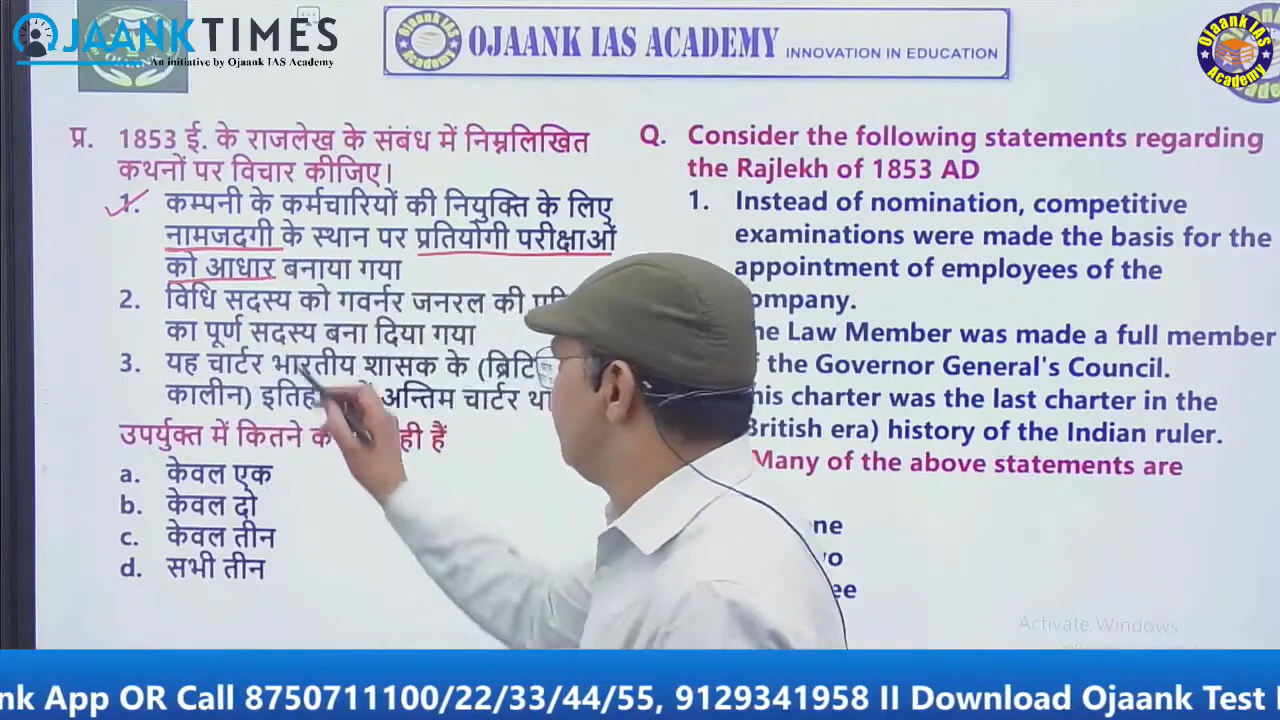 OJAANKTIMES
An initiative by Ojaank IAS Academy
OJAANK IAS ACADEMY INNOVATION IN EDUCATION
Ojaank IAS Academy
प्र. 1853 ई. के राजलेख के संबंध में निम्नलिखित
कथनों पर विचार कीजिए।
1. कम्पनी के कर्मचारियों की नियुक्ति के लिए
नामजदगी के स्थान पर प्रतियोगी परीक्षाओं
को आधार बनाया गया
2. विधि सदस्य को गवर्नर जनरल की
का पूर्ण सदस्य बना दिया गया
3. यह चार्टर भारतीय शासक के
कालीन) अन्तिम चार्टर था
उपर्युक्त में कितने ही हैं
a. केवल एक
b. केवल दो
c. केवल तीन
d. सभी तीन
Q. Consider the following statements regarding
the Rajlekh of 1853 AD
1. Instead of nomination, competitive
examinations were made the basis for the
appointment of employees of the
ompany.
he Law Member was made a full member
the Governor General's Council.
his charter was the last charter in the
British era) history of the Indian ruler.
Many of the above statements are
ne
vo
ee
Activate Windows
nk App OR Call 8750711100/22/33/44/55, 9129341958 II Download Ojaank Test